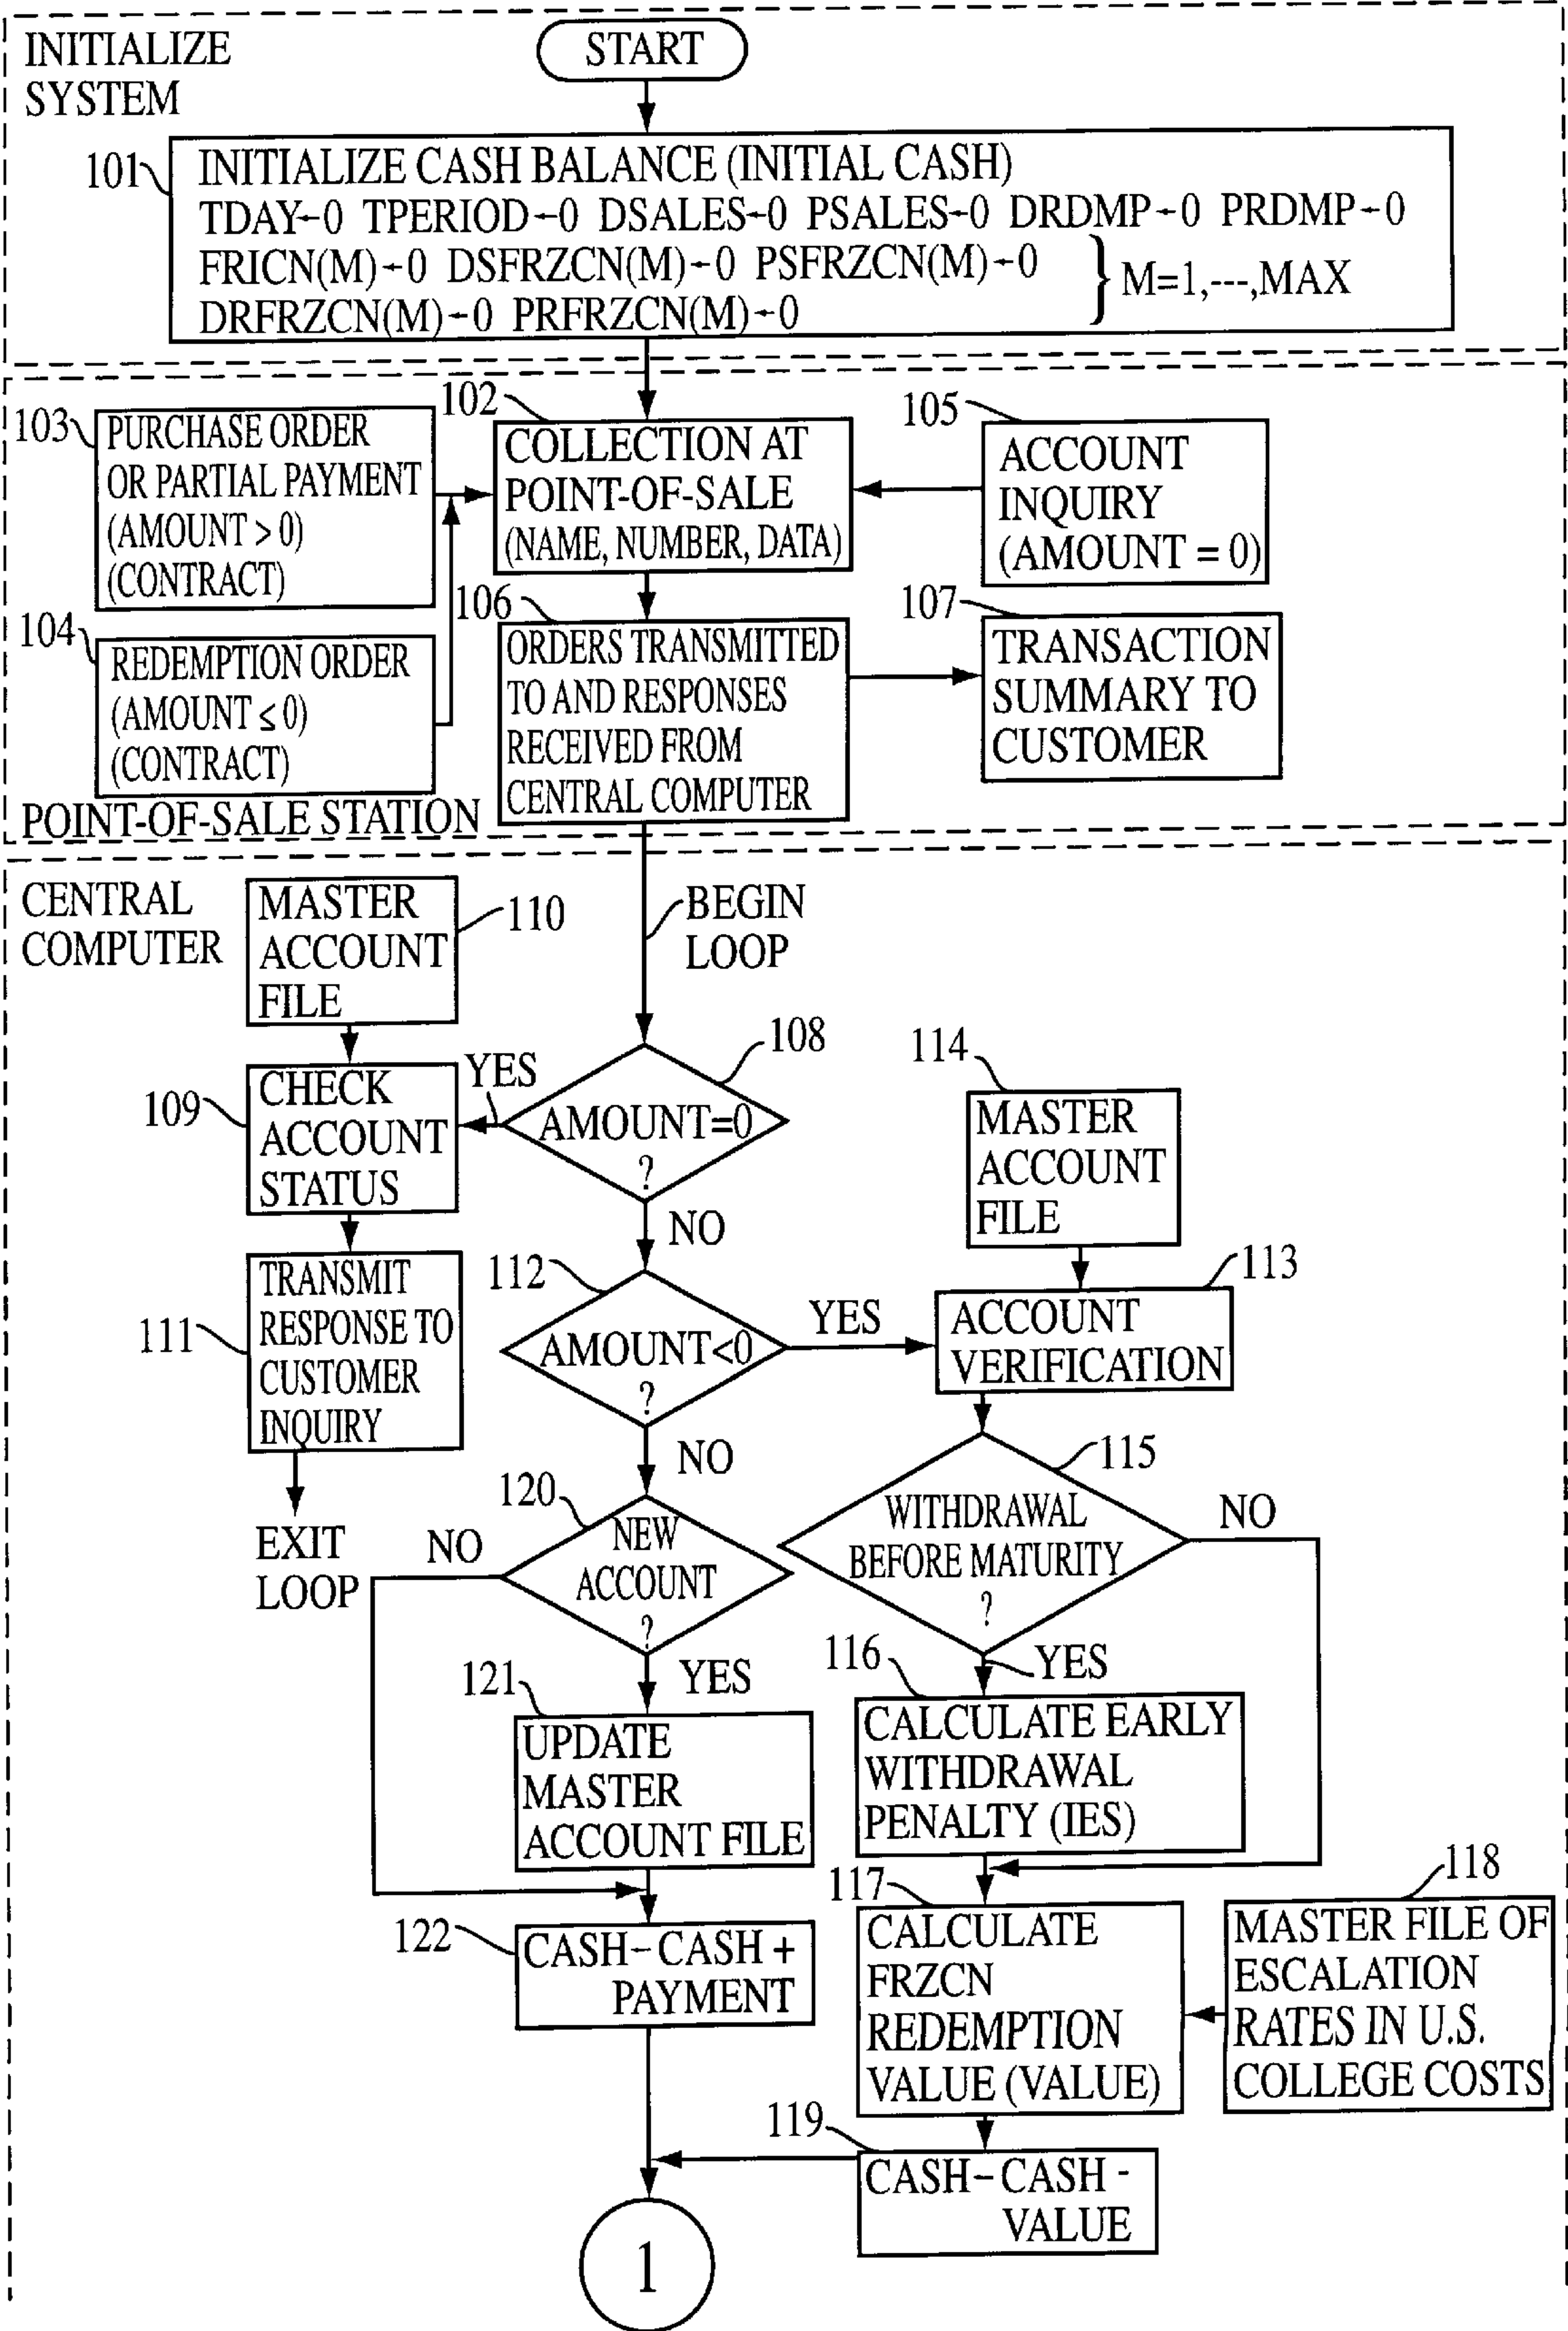 INITIALIZE
SYSTEM
START
101
INITIALIZE CASH BALANCE (INITIAL CASH)
TDAY←0 TPERIOD←0 DSALES←0 PSALES←0 DRDMP←0 PRDMP←0
FRICN(M)←0 DSFRZCN(M)←0 PSFRZCN(M)←0
DRFRZCN(M)←0 PRFRZCN(M)←0
} M=1,---,MAX
103
PURCHASE ORDER
OR PARTIAL PAYMENT
(AMOUNT > 0)
(CONTRACT)
102
COLLECTION AT
POINT-OF-SALE
(NAME, NUMBER, DATA)
105
ACCOUNT
INQUIRY
(AMOUNT = 0)
104
REDEMPTION ORDER
(AMOUNT ≤ 0)
(CONTRACT)
106
ORDERS TRANSMITTED
TO AND RESPONSES
RECEIVED FROM
CENTRAL COMPUTER
107
TRANSACTION
SUMMARY TO
CUSTOMER
POINT-OF-SALE STATION
CENTRAL
COMPUTER
MASTER
ACCOUNT
FILE
110
BEGIN
LOOP
108
AMOUNT=0
?
YES
NO
109
CHECK
ACCOUNT
STATUS
114
MASTER
ACCOUNT
FILE
111
TRANSMIT
RESPONSE TO
CUSTOMER
INQUIRY
EXIT
LOOP
112
AMOUNT<0
?
YES
NO
113
ACCOUNT
VERIFICATION
115
WITHDRAWAL
BEFORE MATURITY
?
NO
YES
120
NEW
ACCOUNT
?
NO
YES
121
UPDATE
MASTER
ACCOUNT FILE
116
CALCULATE EARLY
WITHDRAWAL
PENALTY (IES)
122
CASH← CASH +
PAYMENT
117
CALCULATE
FRZCN
REDEMPTION
VALUE (VALUE)
118
MASTER FILE OF
ESCALATION
RATES IN U.S.
COLLEGE COSTS
119
CASH← CASH -
VALUE
1